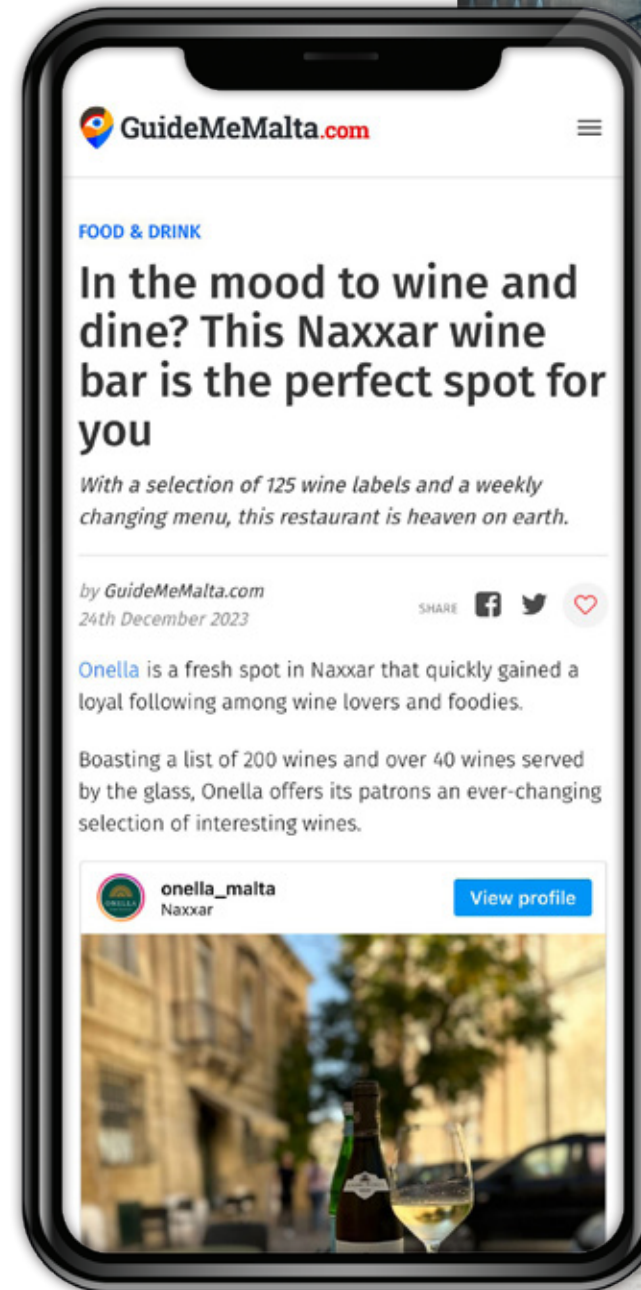 GuideMeMalta.com
FOOD & DRINK
In the mood to wine and
dine? This Naxxar wine
bar is the perfect spot for
you
With a selection of 125 wine labels and a weekly
changing menu, this restaurant is heaven on earth.
by GuideMeMalta.com
24th December 2023
SHARE
Onella is a fresh spot in Naxxar that quickly gained a
loyal following among wine lovers and foodies.
Boasting a list of 200 wines and over 40 wines served
by the glass, Onella offers its patrons an ever-changing
selection of interesting wines.
ONELLA
onella_malta
Naxxar
View profile